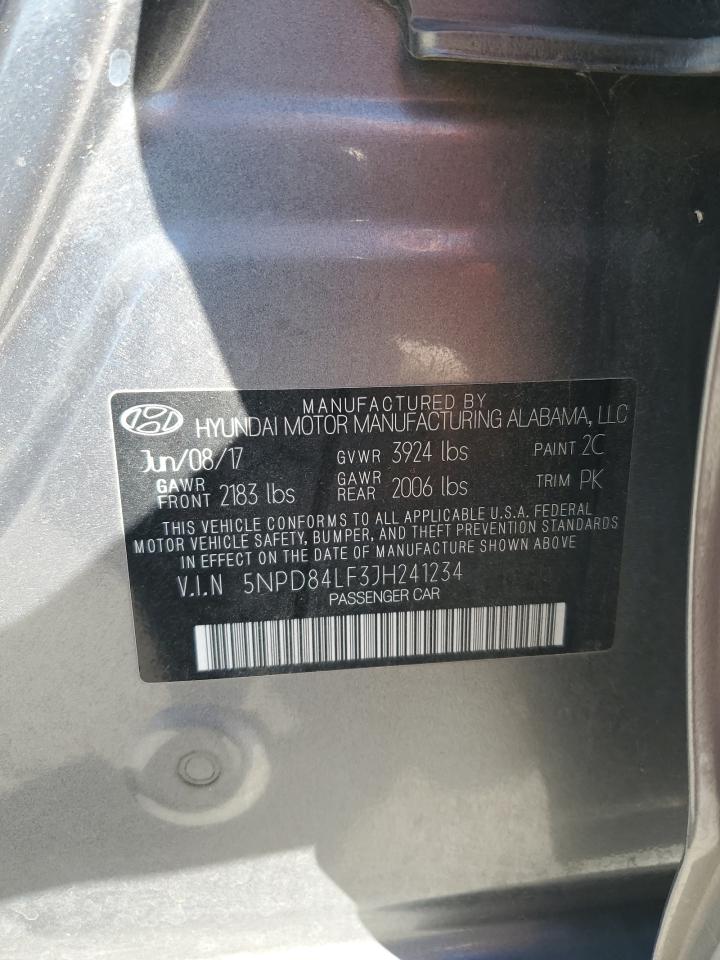 MANUFACTURED BY
HYUNDAI MOTOR MANUFACTURING ALABAMA, LLC
Jun/08/17 GVWR 3924 lbs PAINT 2C
GAWR FRONT 2183 lbs GAWR REAR 2006 lbs TRIM PK
THIS VEHICLE CONFORMS TO ALL APPLICABLE U.S.A. FEDERAL
MOTOR VEHICLE SAFETY, BUMPER, AND THEFT PREVENTION STANDARDS
IN EFFECT ON THE DATE OF MANUFACTURE SHOWN ABOVE.
V.I.N 5NPD84LF3JH241234
PASSENGER CAR